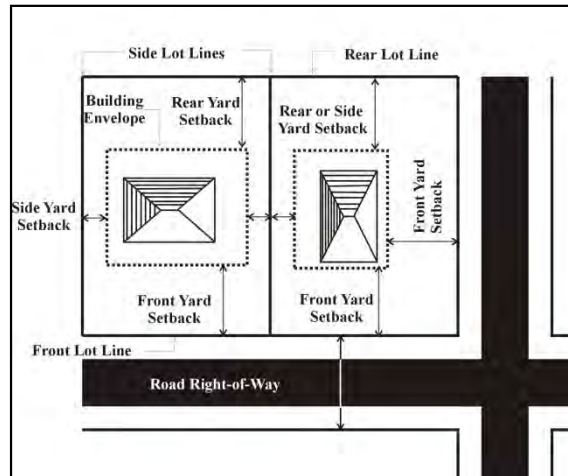 Side Lot Lines
Rear Lot Line
Building
Envelope
Rear Yard
Setback
Rear or Side
Yard Setback
Side Yard
Setback
Front Yard
Setback
Front Yard
Setback
Front Yard
Setback
Front Lot Line
Road Right-of-Way